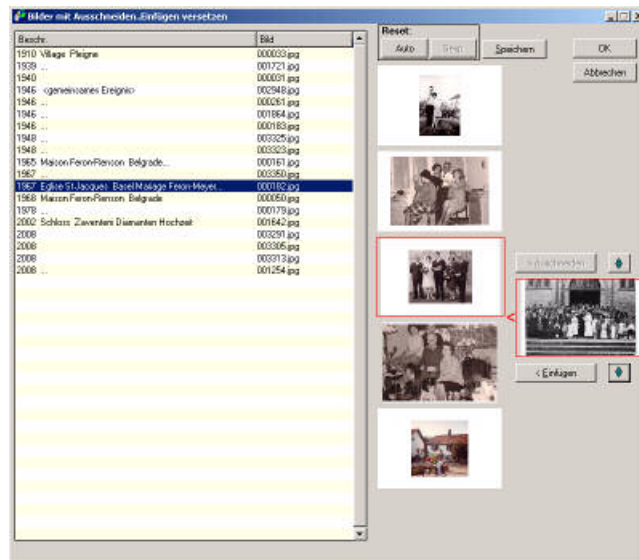 Bilder mit Ausschneiden..Einfügen versetzen
Beschr. Bild
1910 Village Pleigne 000033.jpg
1939 ... 001721.jpg
1940 000031.jpg
1946 <gemeinsames Ereignis> 002948.jpg
1946 ... 000261.jpg
1946 ... 001864.jpg
1946 ... 000183.jpg
1948 ... 003325.jpg
1948 ... 003323.jpg
1965 Maison Feron-Renson Belgrade... 000161.jpg
1967 ... 003350.jpg
1967 Eglise St-Jacques Basel Mariage Feron-Meyer... 000182.jpg
1968 Maison Feron-Renson Belgrade 000050.jpg
1978 ... 000179.jpg
2002 Schloss Zaventem Diamanten Hochzeit 001642.jpg
2008 003291.jpg
2008 003305.jpg
2008 003313.jpg
2008 ... 001254.jpg
Reset:
Auto Speichern OK
Abbrechen
> Ausschneiden
<
< Einfügen